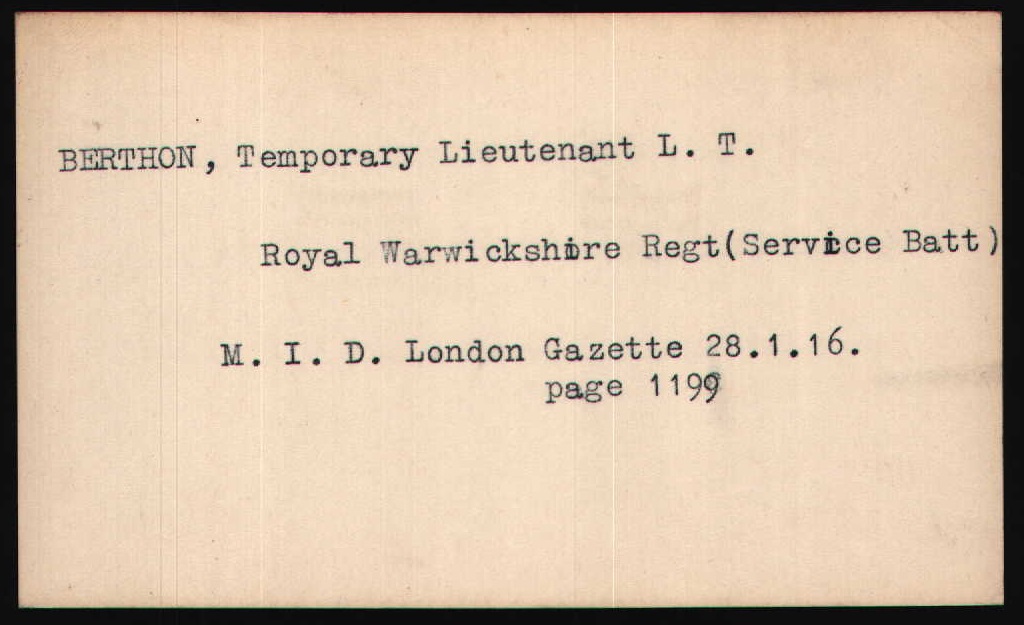 BERTHON, Temporary Lieutenant L. T.
Royal Warwickshire Regt(Service Batt)
M. I. D. London Gazette 28.1.16.
page 1199